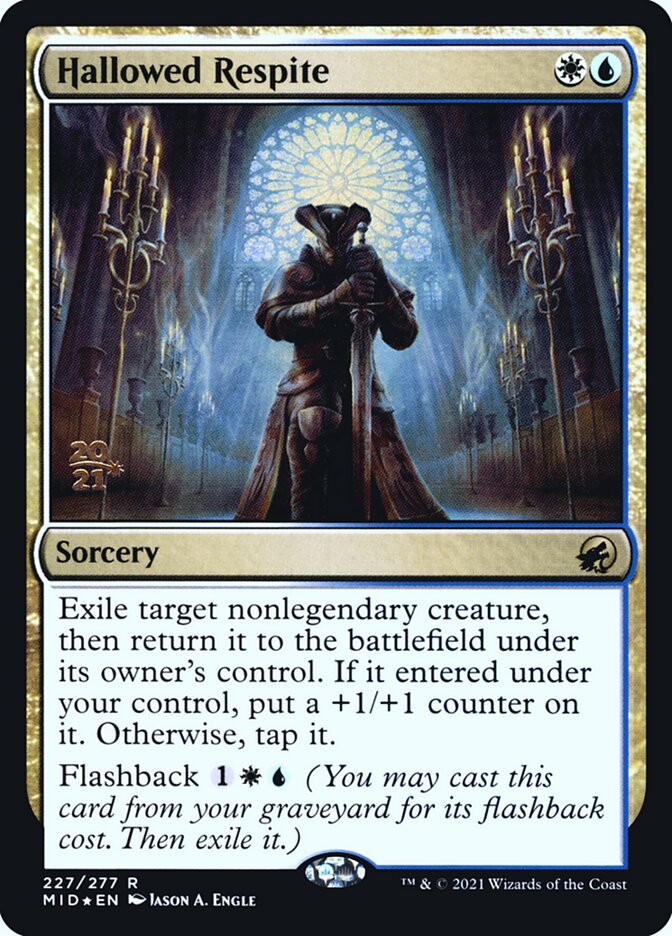 Hallowed Respite
20
21
Sorcery
Exile target nonlegendary creature,
then return it to the battlefield under
its owner's control. If it entered under
your control, put a +1/+1 counter on
it. Otherwise, tap it.
Flashback 1 (You may cast this
card from your graveyard for its flashback
cost. Then exile it.)
227/277 R
MID★EN Jason A. Engle
™ & © 2021 Wizards of the Coast